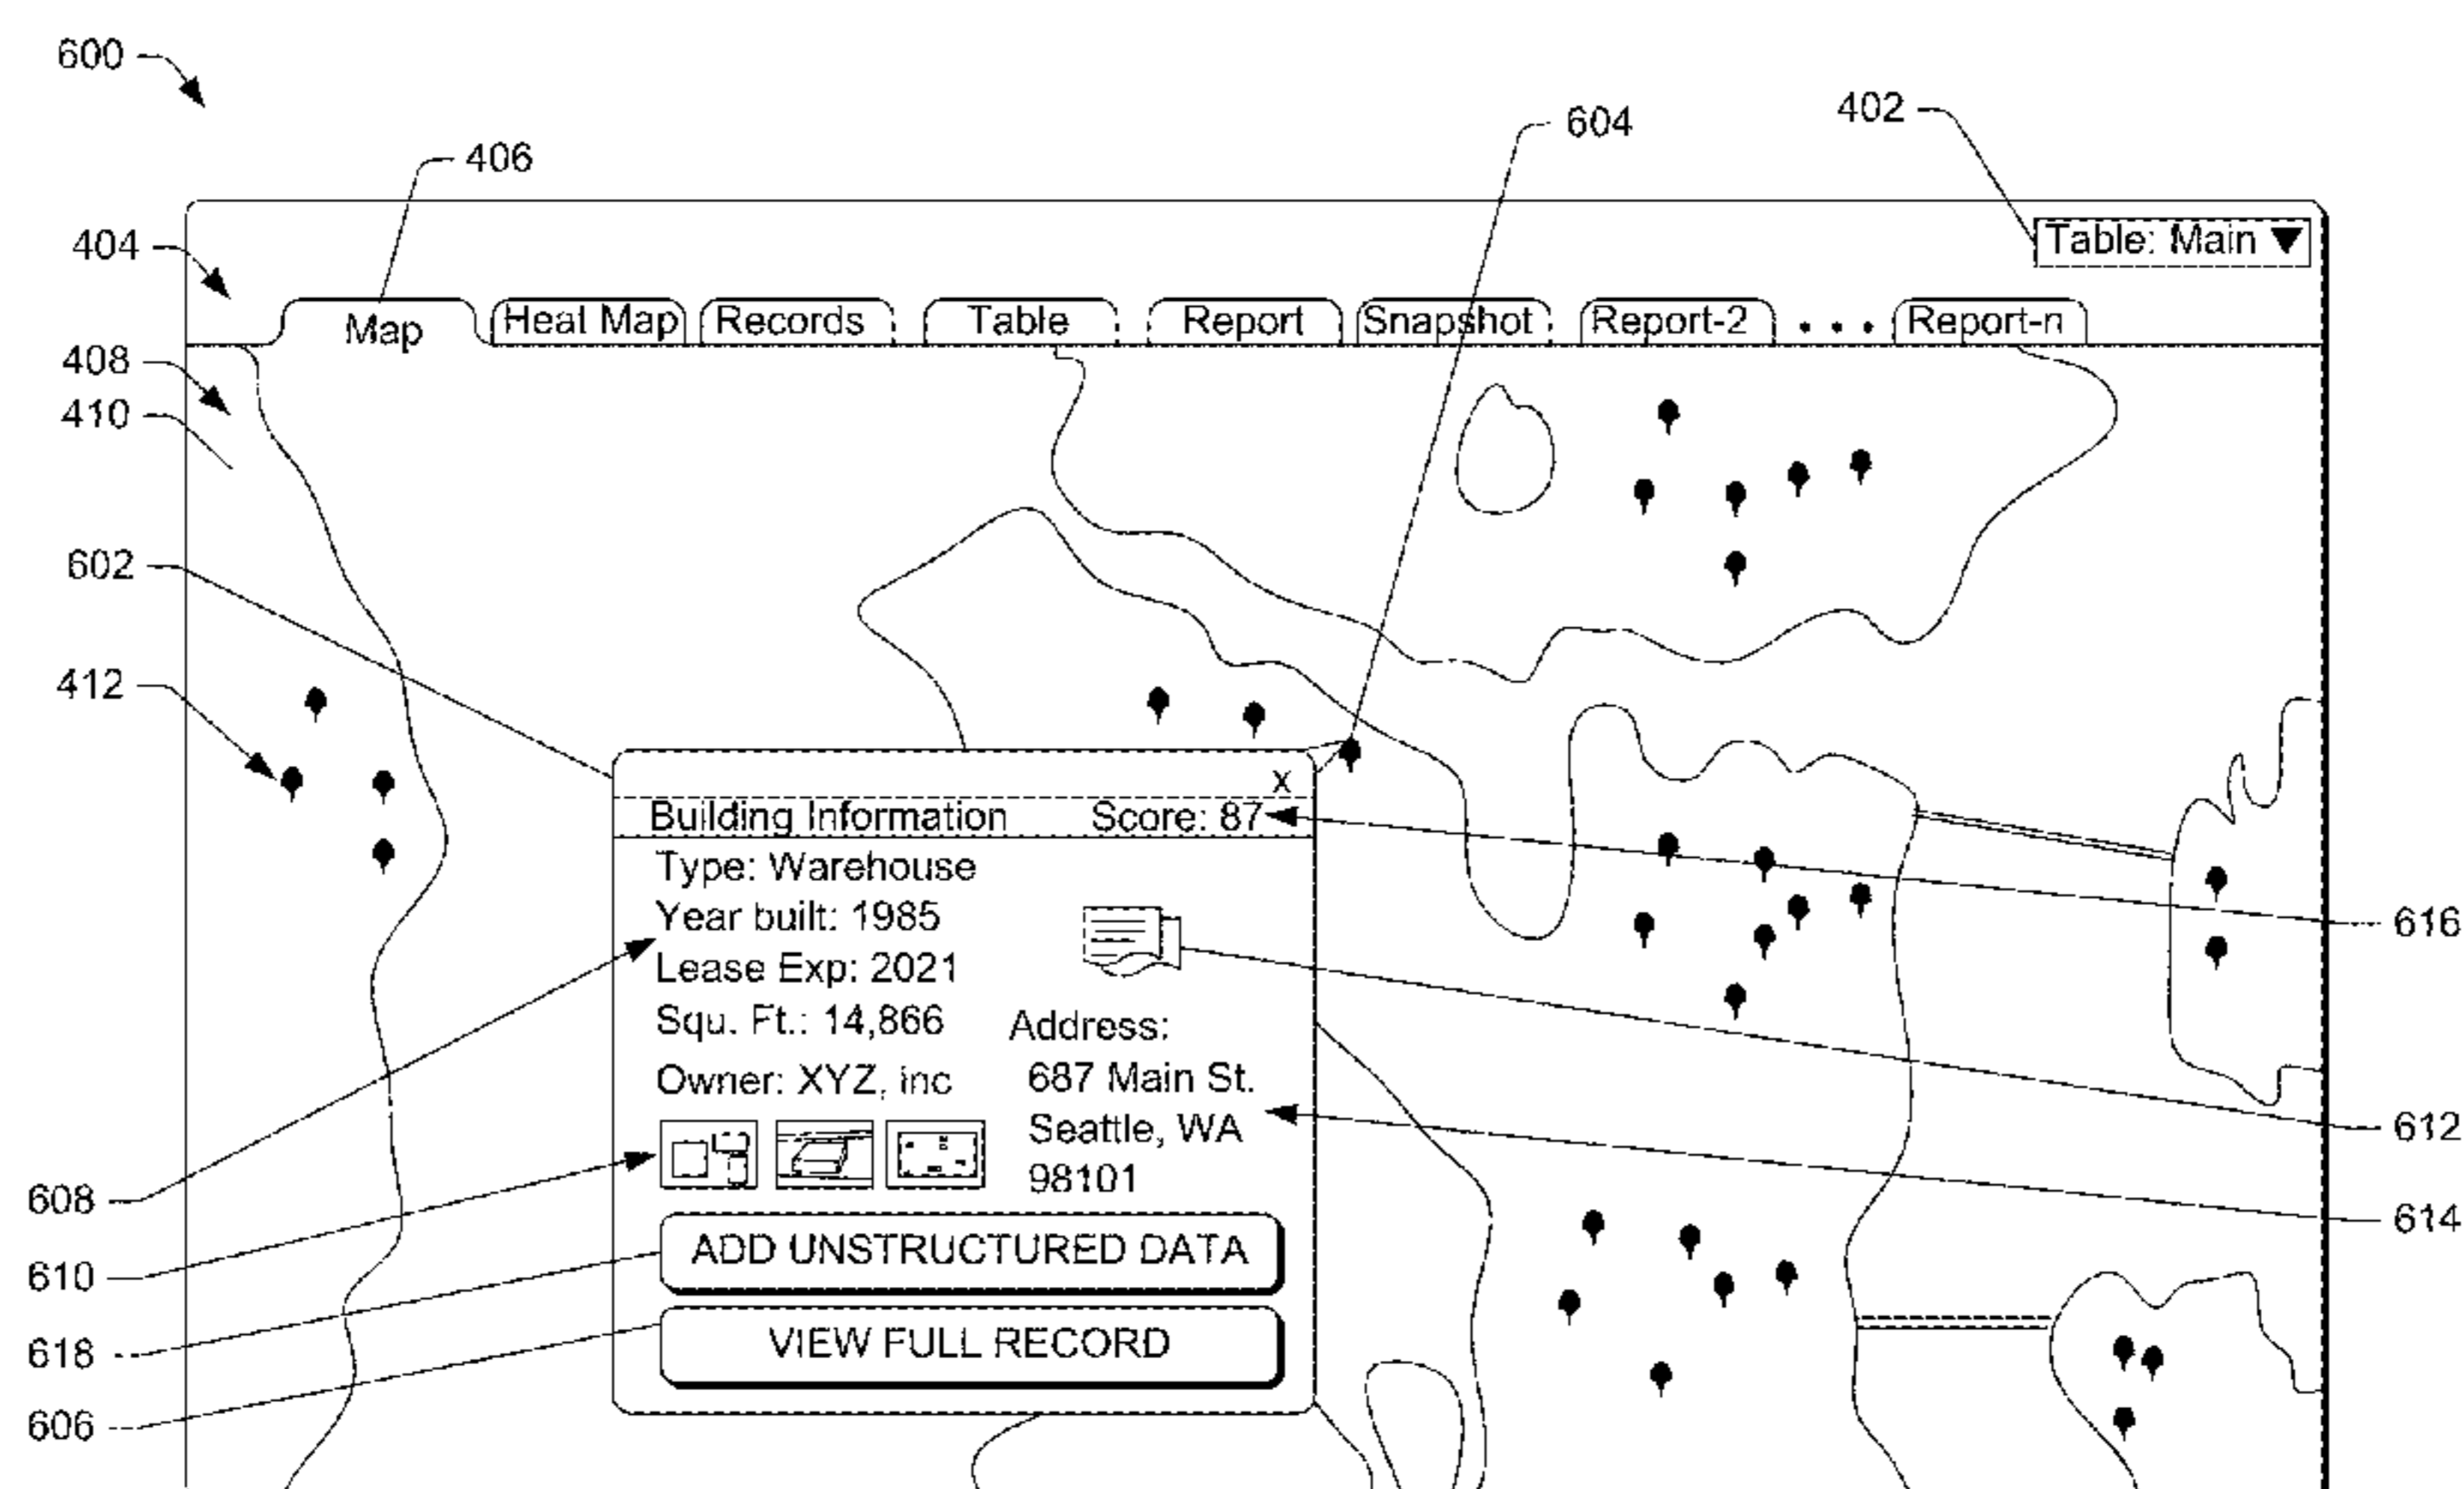 600
604
402
406
404
Table: Main ▼
Map
Heat Map
Records
Table
Report
Snapshot
Report-2
• • •
Report-n
408
410
602
412
x
Building Information
Score: 87
Type: Warehouse
Year built: 1985
Lease Exp: 2021
Squ. Ft.: 14,866
Owner: XYZ, inc
Address:
687 Main St.
Seattle, WA
98101
ADD UNSTRUCTURED DATA
VIEW FULL RECORD
616
612
614
608
610
618
606